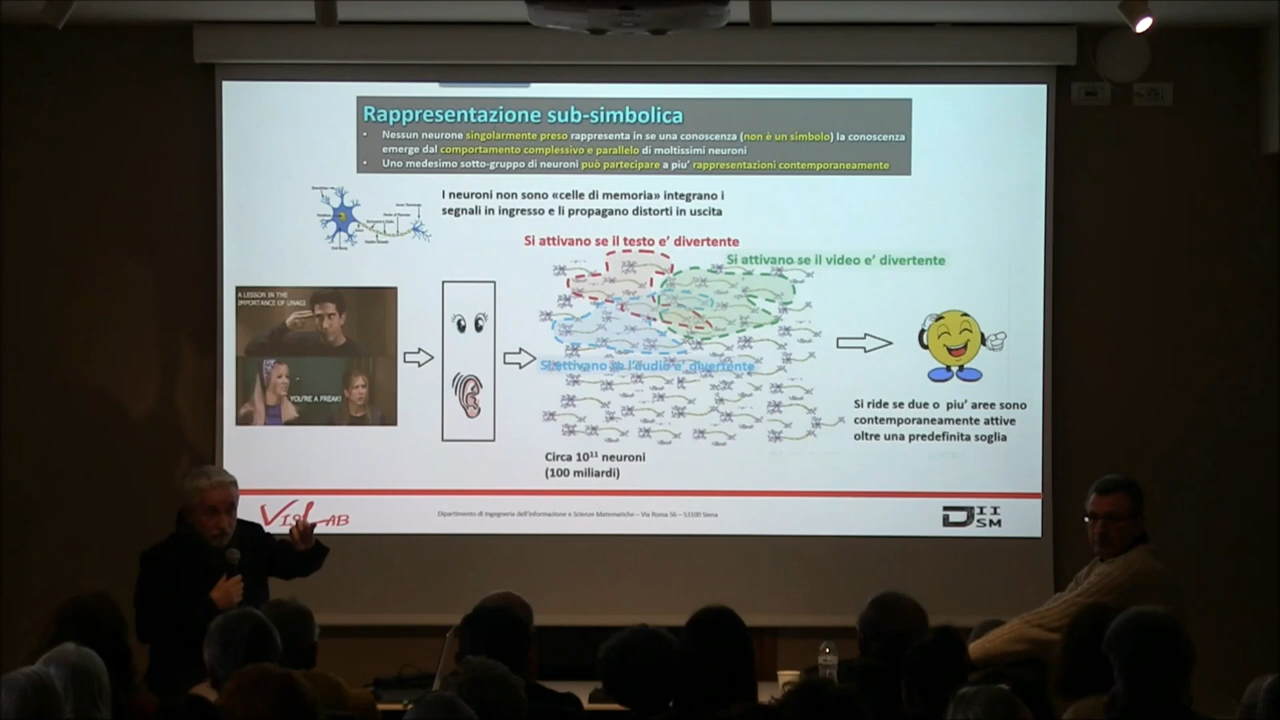 Rappresentazione sub-simbolica
• Nessun neurone singolarmente preso rappresenta in se una conoscenza (non è un simbolo) la conoscenza
emerge dal comportamento complessivo e parallelo di moltissimi neuroni
• Uno medesimo sotto-gruppo di neuroni può partecipare a piu' rappresentazioni contemporaneamente
I neuroni non sono «celle di memoria» integrano i
segnali in ingresso e li propagano distorti in uscita
Si attivano se il testo e' divertente
Si attivano se il video e' divertente
A LESSON IN THE
IMPORTANCE OF UNAGI
YOU'RE A FREAK!
Si attivano se l'audio e' divertente
Si ride se due o piu' aree sono
contemporaneamente attive
oltre una predefinita soglia
Circa 10¹¹ neuroni
(100 miliardi)
VISLAB
Dipartimento di Ingegneria dell'Informazione e Scienze Matematiche – Via Roma 56 – 53100 Siena
DII
SM